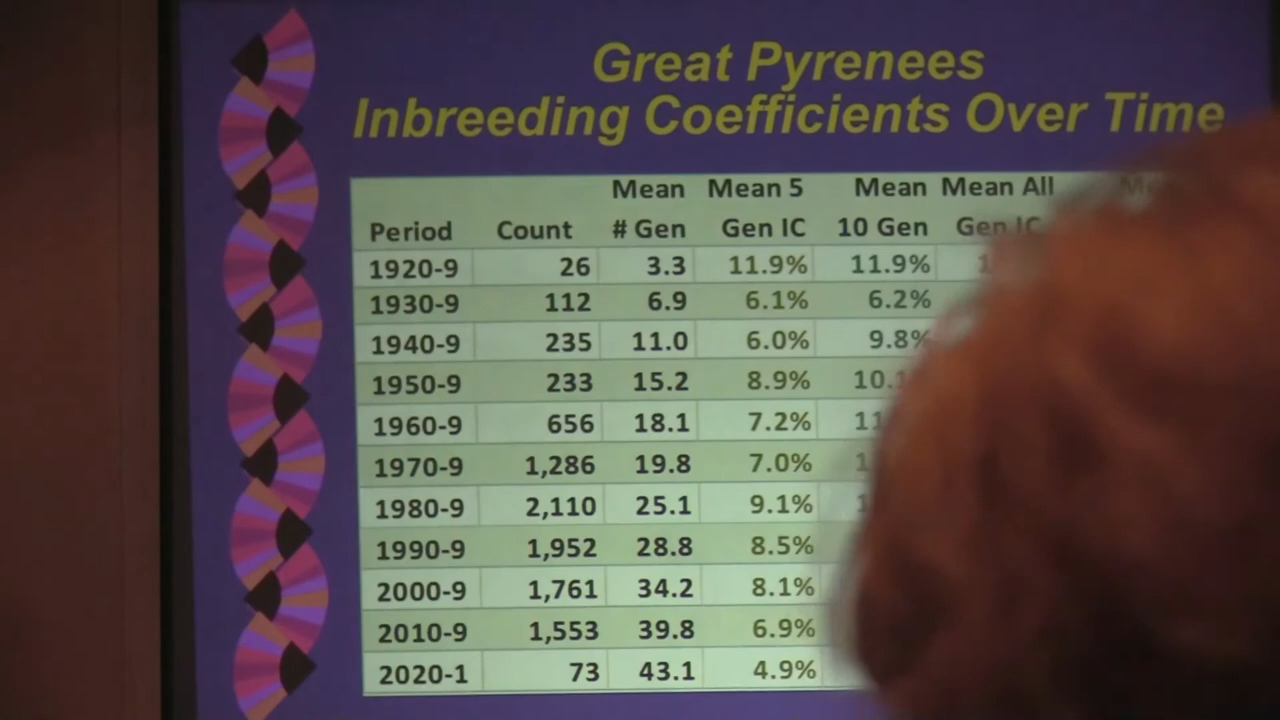 Great Pyrenees
Inbreeding Coefficients Over Time
Mean Mean 5 Mean Mean All
Period Count # Gen Gen IC 10 Gen Gen IC
1920-9 26 3.3 11.9% 11.9%
1930-9 112 6.9 6.1% 6.2%
1940-9 235 11.0 6.0% 9.8%
1950-9 233 15.2 8.9%
1960-9 656 18.1 7.2%
1970-9 1,286 19.8 7.0%
1980-9 2,110 25.1 9.1%
1990-9 1,952 28.8 8.5%
2000-9 1,761 34.2 8.1%
2010-9 1,553 39.8 6.9%
2020-1 73 43.1 4.9%